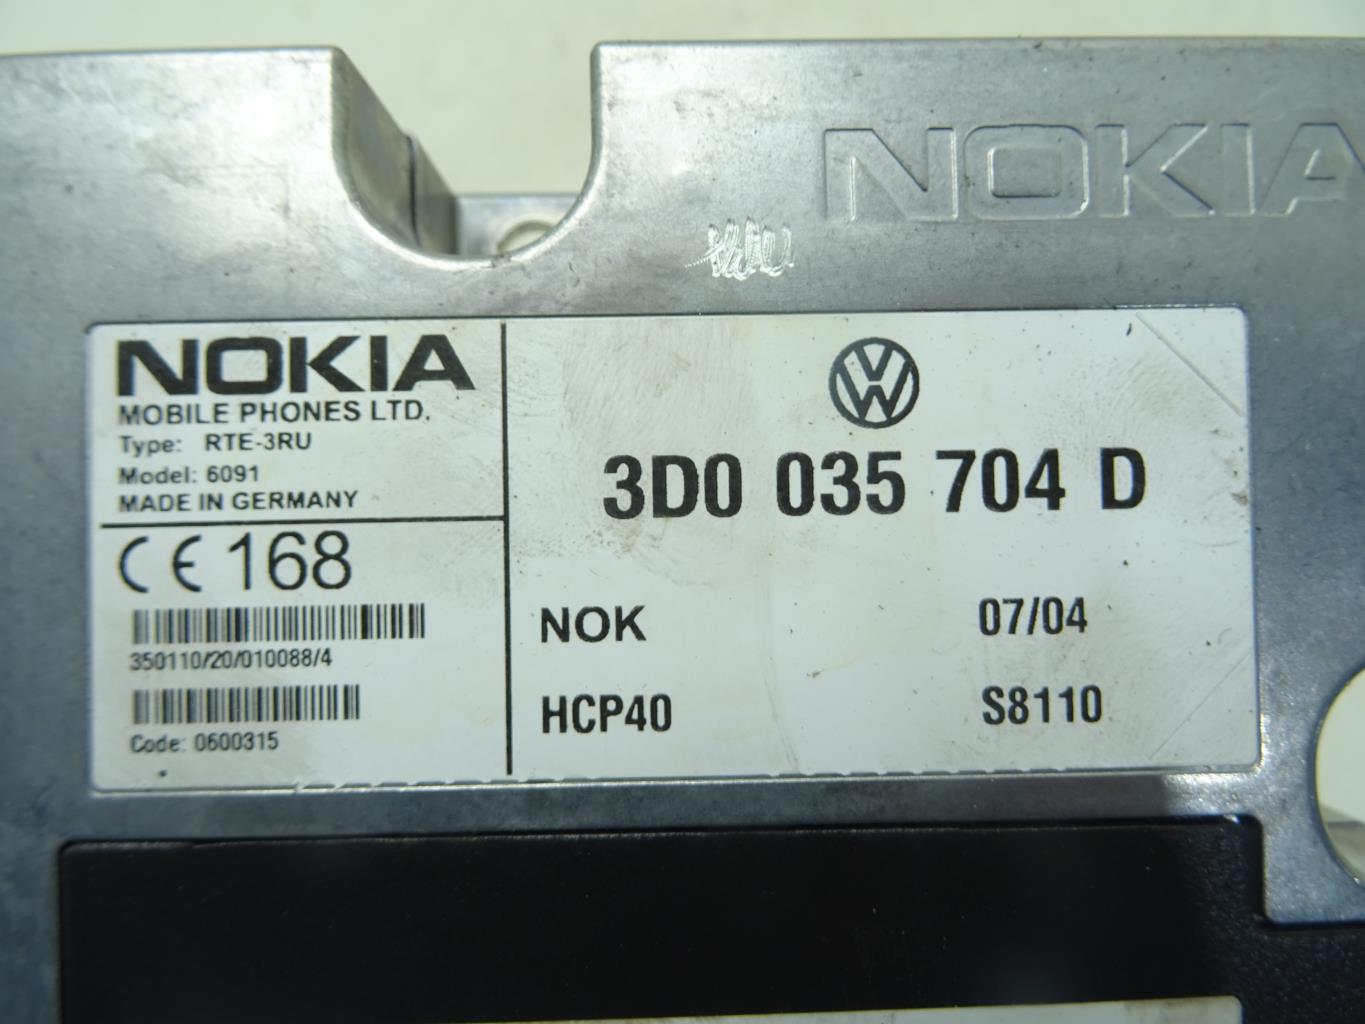 NOKIA
NOKIA
MOBILE PHONES LTD.
Type: RTE-3RU
Model: 6091
MADE IN GERMANY
CE 168
350110/20/010088/4
Code: 0600315
VW
3D0 035 704 D
NOK 07/04
HCP40 S8110